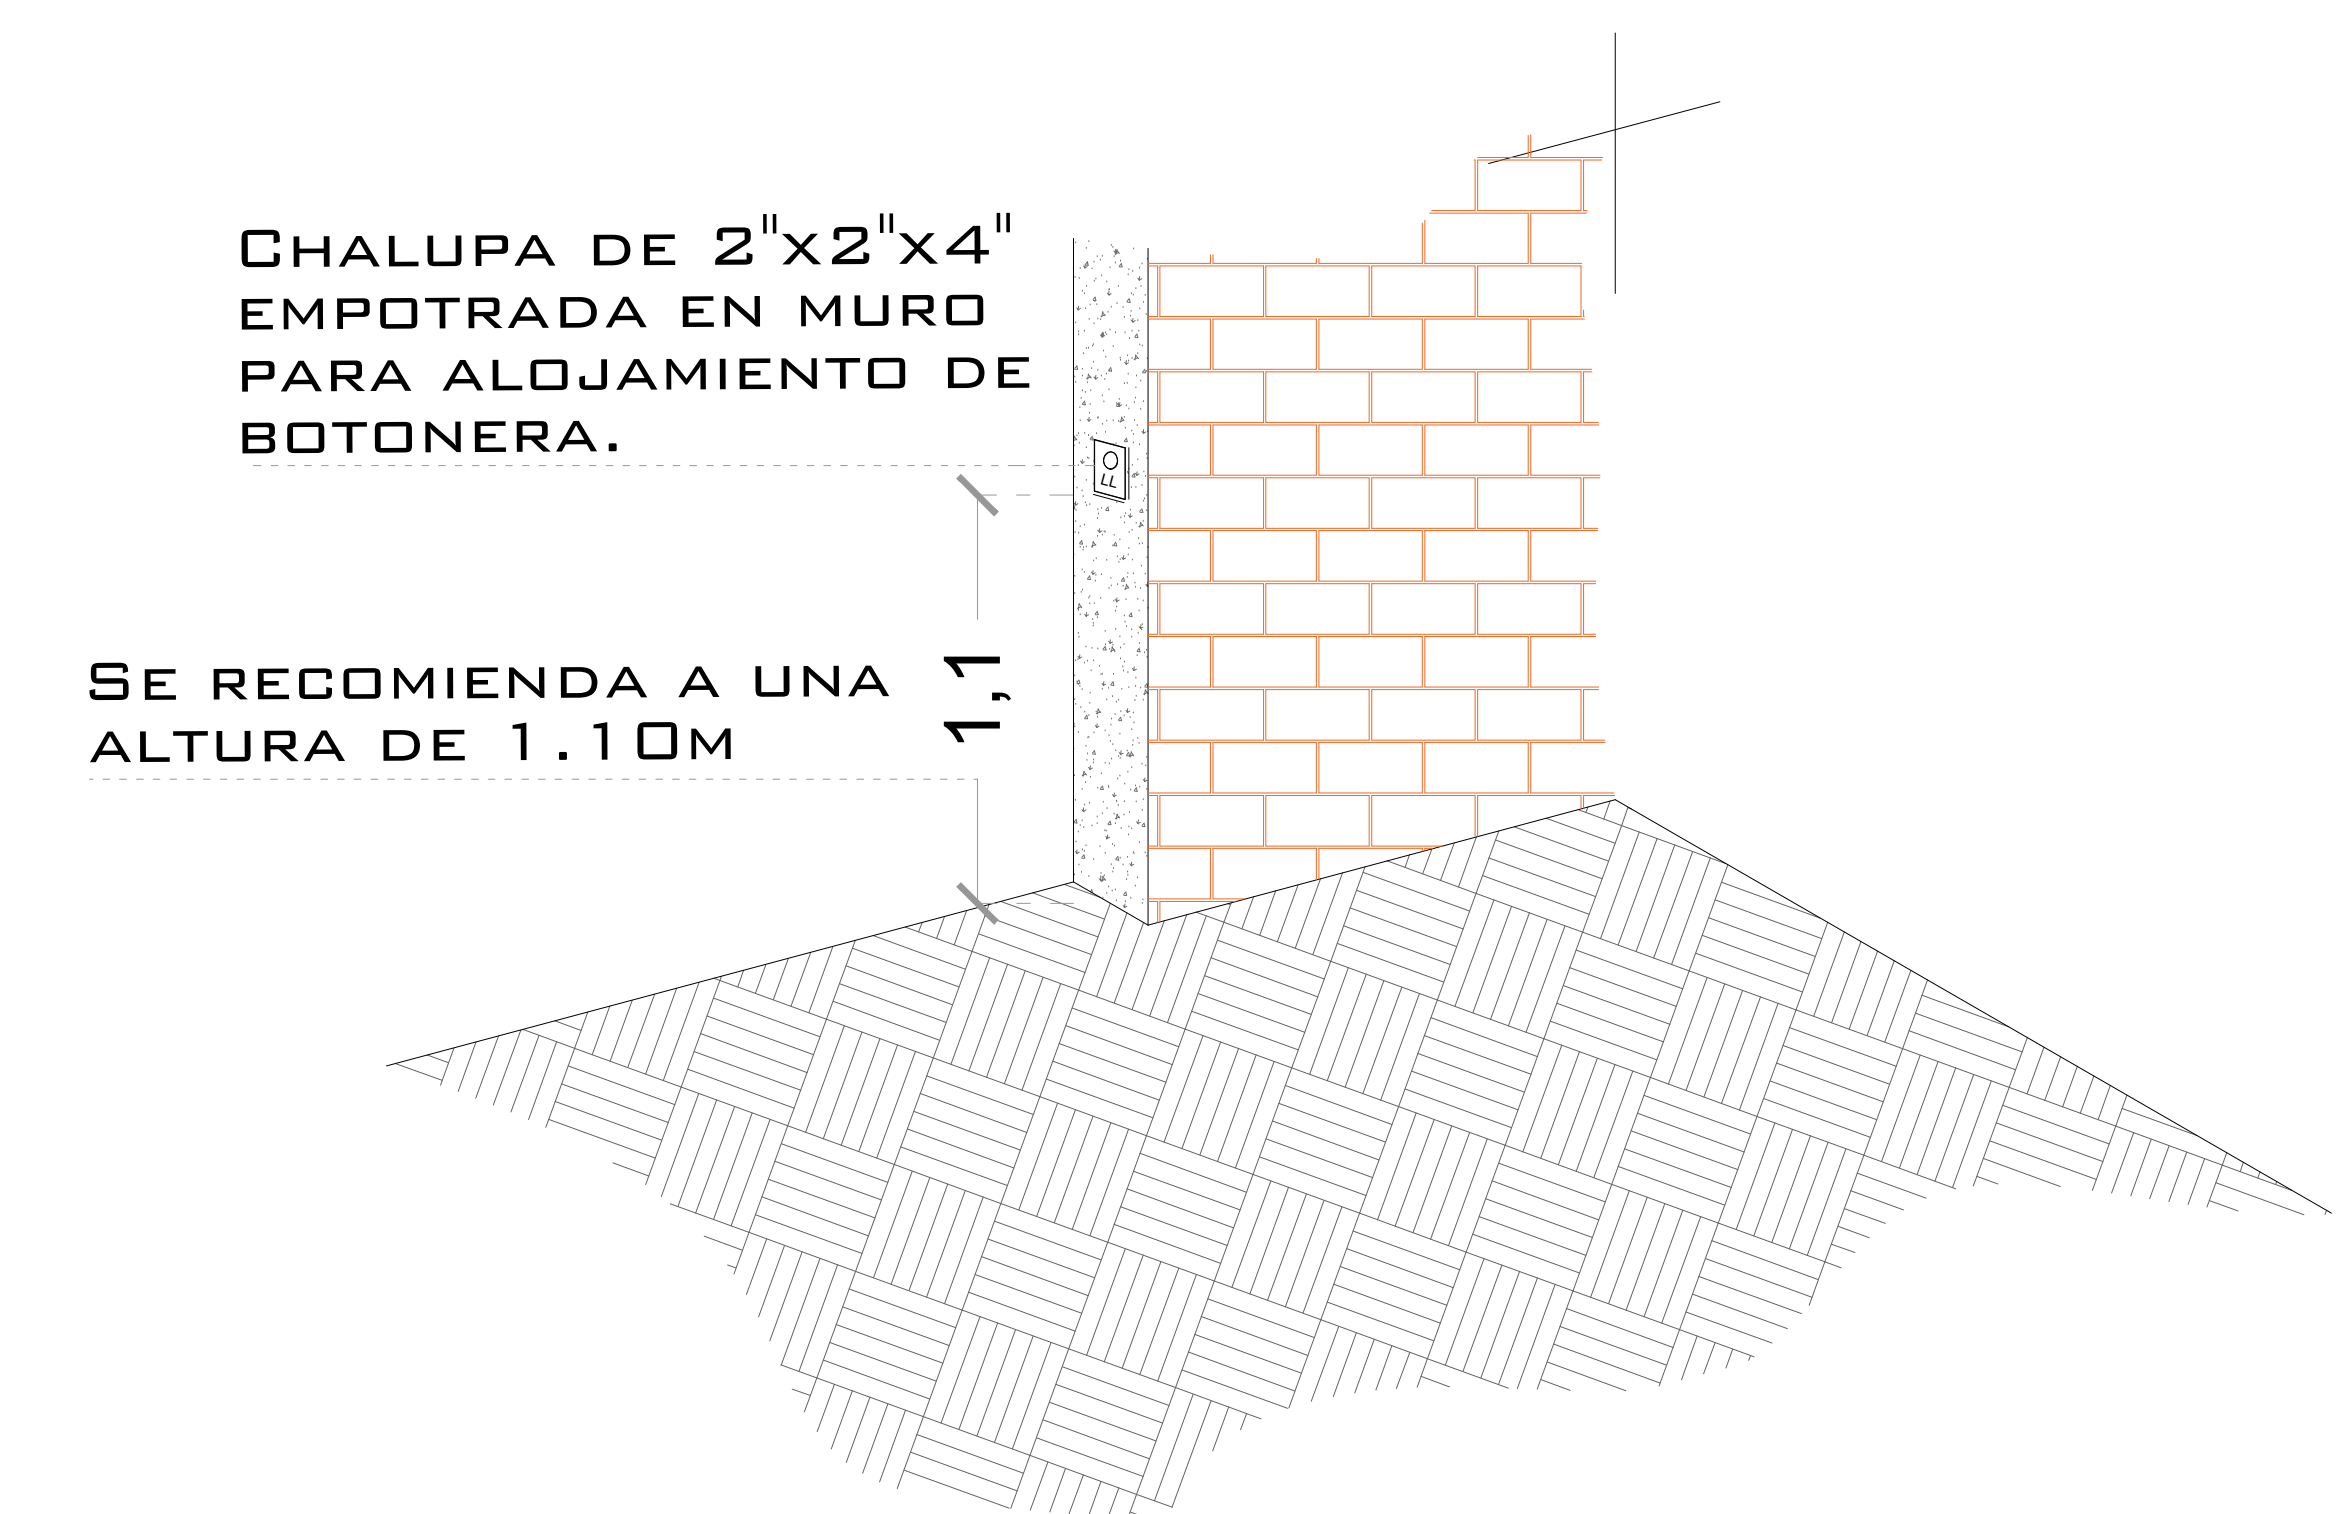 Chalupa de 2"x2"x4"
empotrada en muro
para alojamiento de
botonera.
Se recomienda a una
altura de 1.10m
1,1